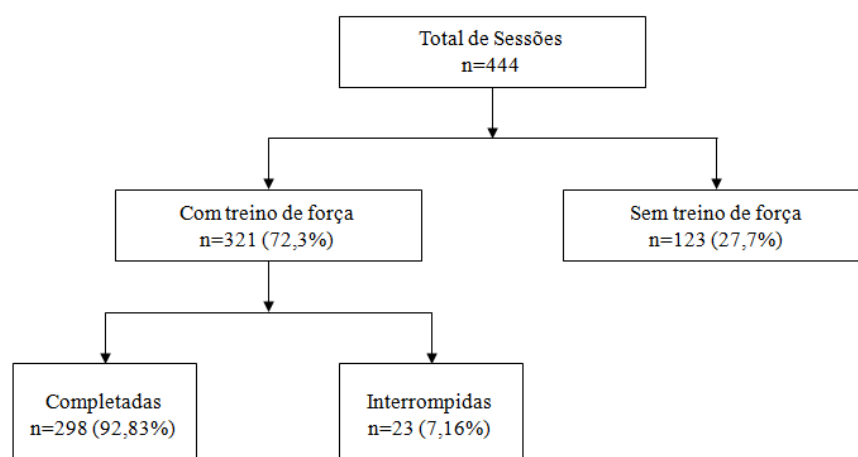 Total de Sessões
n=444
Com treino de força
n=321 (72,3%)
Sem treino de força
n=123 (27,7%)
Completadas
n=298 (92,83%)
Interrompidas
n=23 (7,16%)